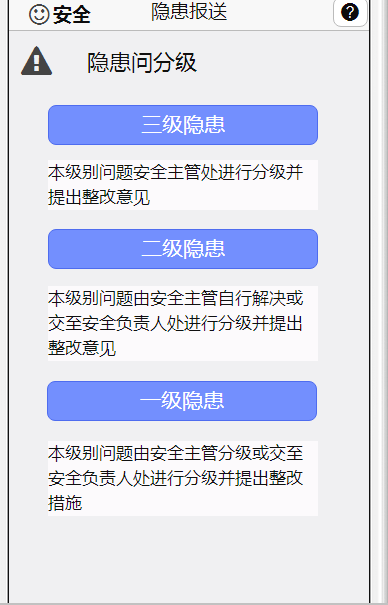 安全 隐患报送 ?
隐患问分级
三级隐患
本级别问题安全主管处进行分级并
提出整改意见
二级隐患
本级别问题由安全主管自行解决或
交至安全负责人处进行分级并提出
整改意见
一级隐患
本级别问题由安全主管分级或交至
安全负责人处进行分级并提出整改
措施